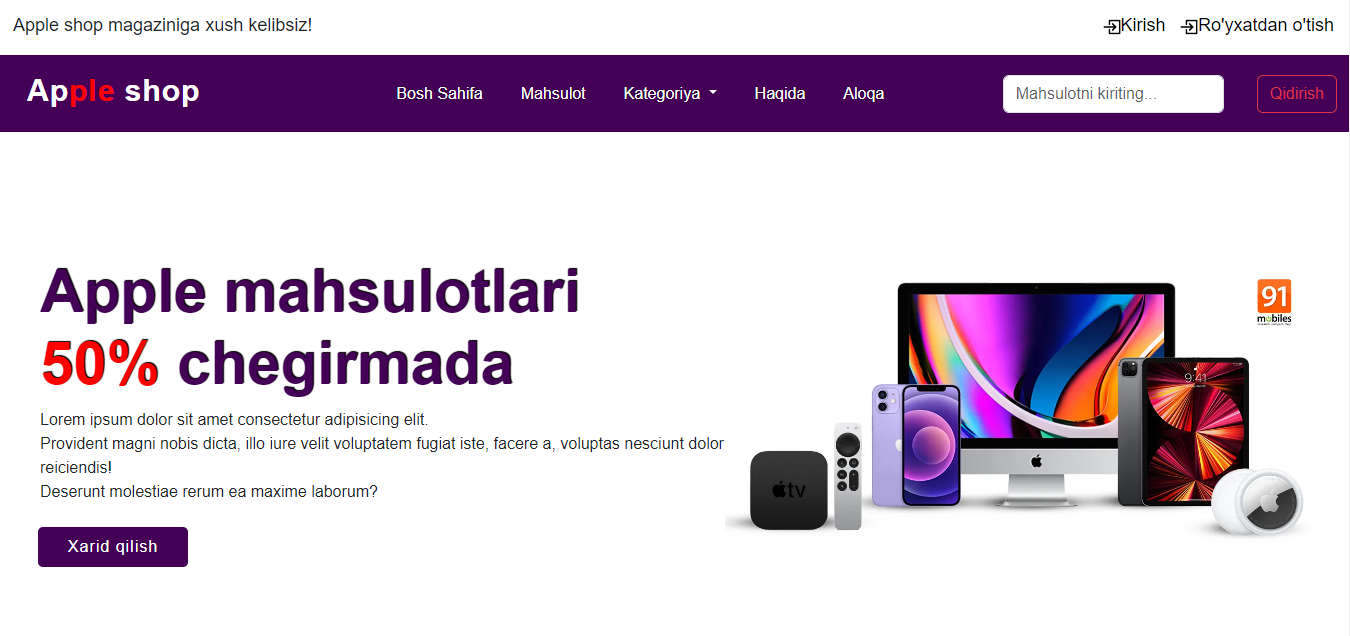 Apple shop magaziniga xush kelibsiz!
Kirish Ro'yxatdan o'tish
Apple shop
Bosh Sahifa Mahsulot Kategoriya Haqida Aloqa
Mahsulotni kiriting...
Qidirish
Apple mahsulotlari
50% chegirmada
Lorem ipsum dolor sit amet consectetur adipisicing elit.
Provident magni nobis dicta, illo iure velit voluptatem fugiat iste, facere a, voluptas nesciunt dolor
reiciendis!
Deserunt molestiae rerum ea maxime laborum?
Xarid qilish
91
mobiles
9:41
tv